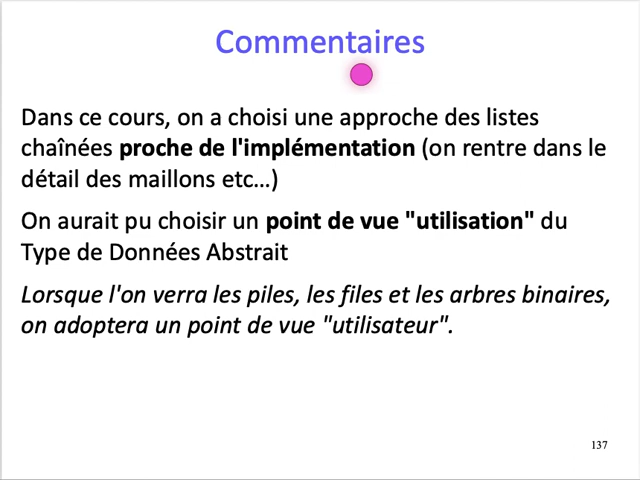 Commentaires
Dans ce cours, on a choisi une approche des listes
chaînées proche de l'implémentation (on rentre dans le
détail des maillons etc...)
On aurait pu choisir un point de vue "utilisation" du
Type de Données Abstrait
Lorsque l'on verra les piles, les files et les arbres binaires,
on adoptera un point de vue "utilisateur".
137